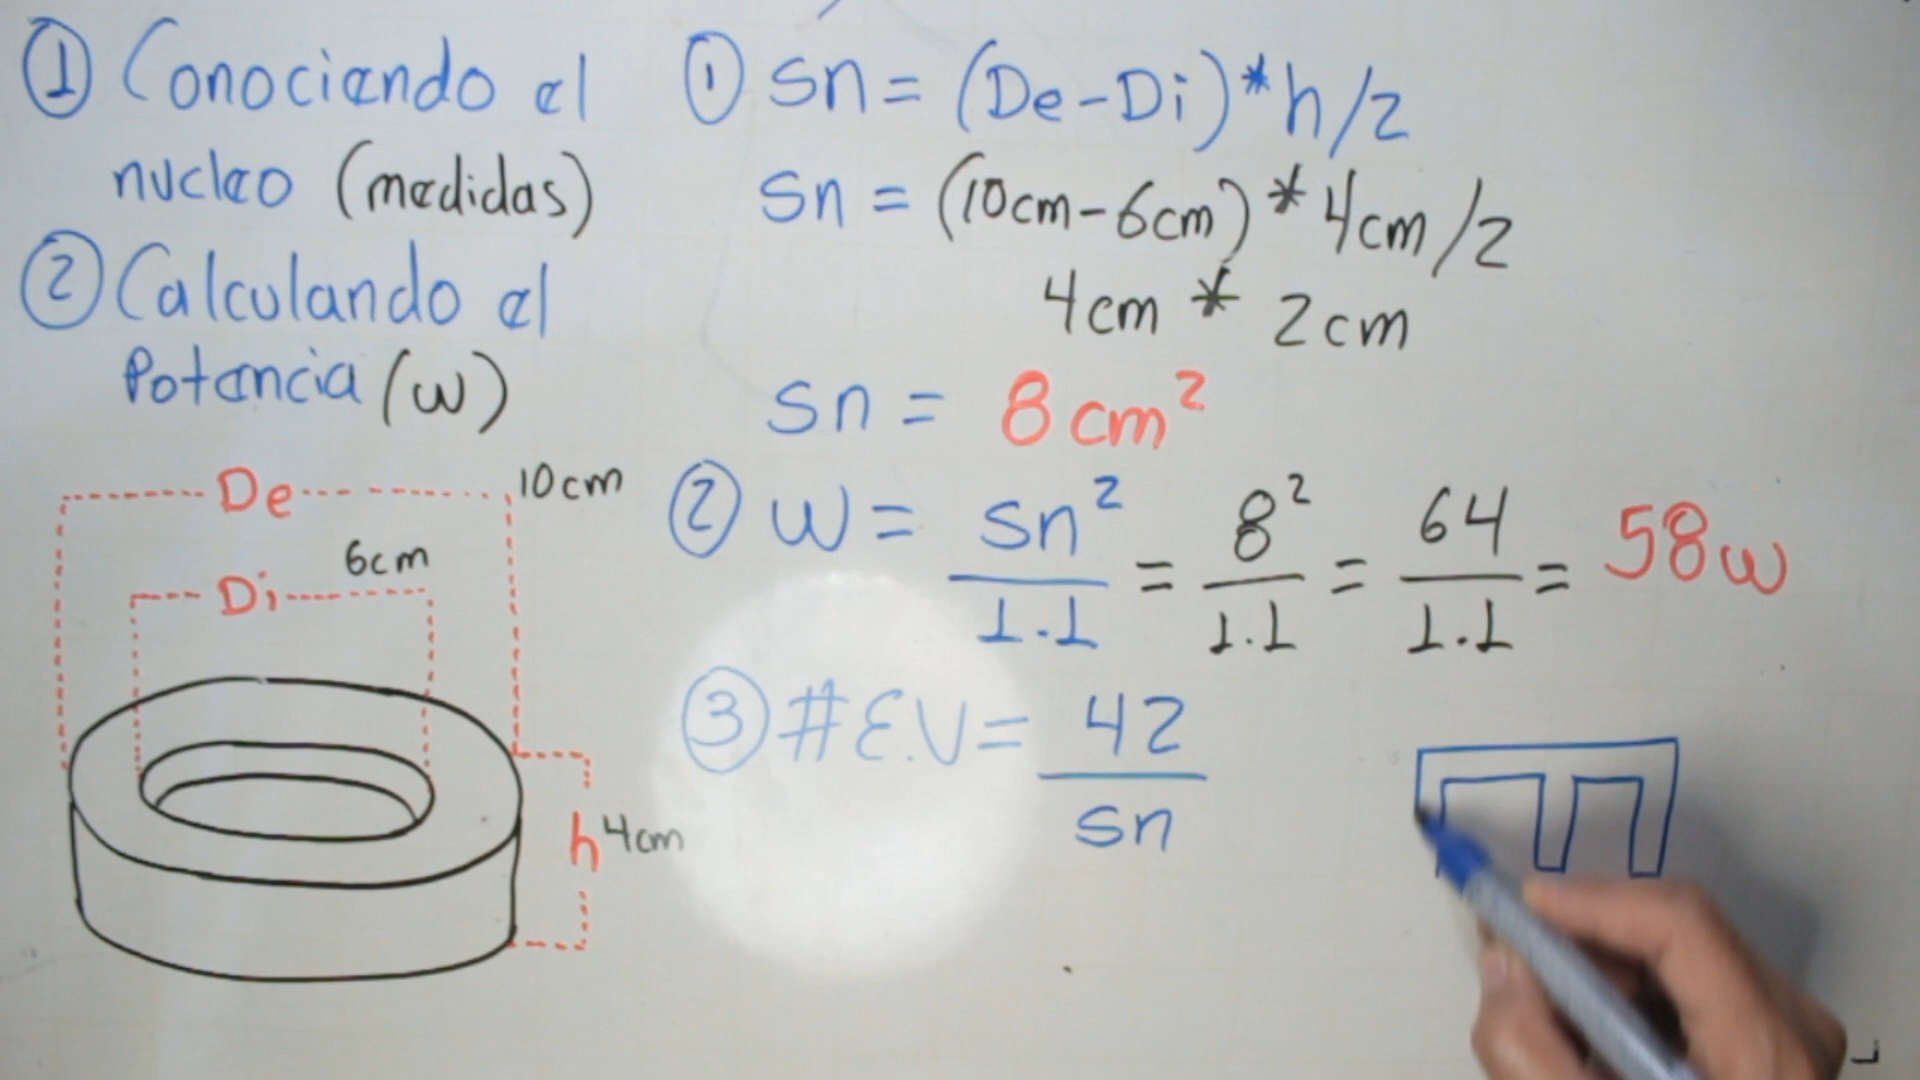 ① Conociendo el
nucleo (medidas)
② Calculando el
Potencia (w)
De
10cm
6cm
Di
h 4cm
① Sn = (De-Di)*h/2
Sn = (10cm-6cm)*4cm/2
4cm * 2cm
Sn = 8cm²
② W = Sn²/1.1 = 8²/1.1 = 64/1.1 = 58w
③ #E.V = 42/Sn